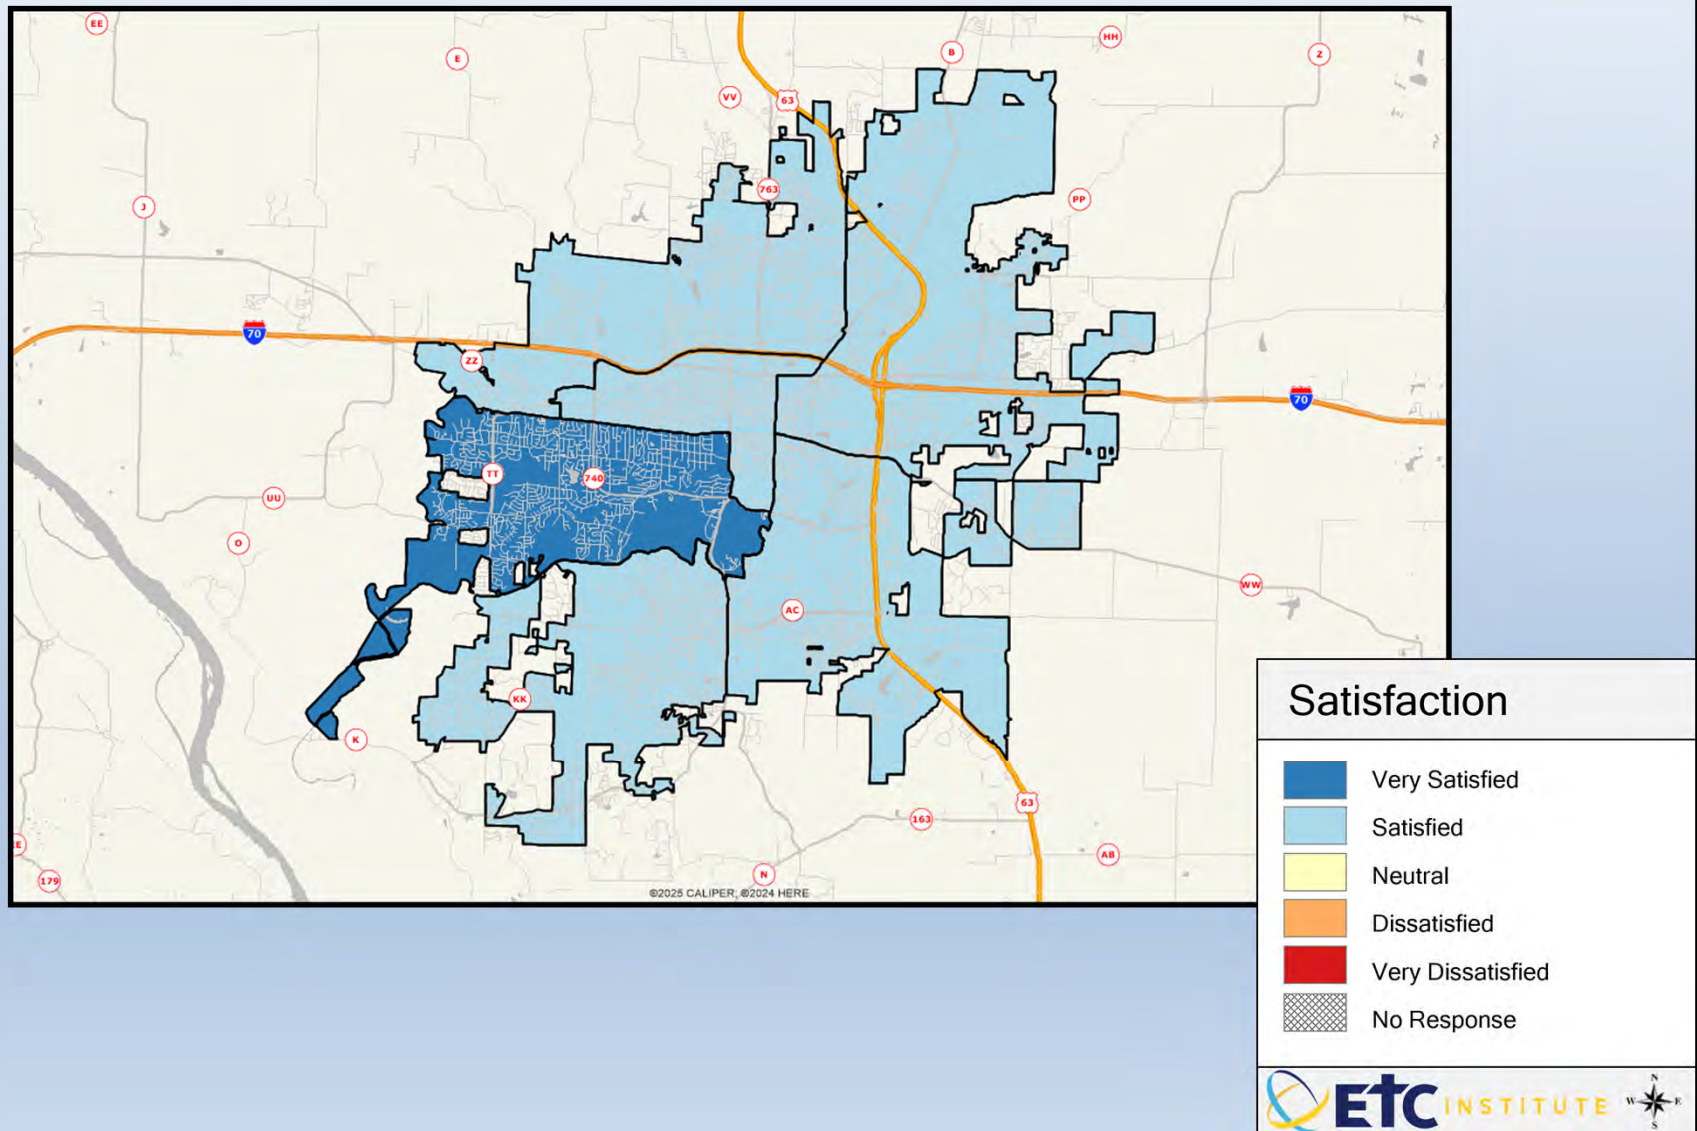 EE
E
B
HH
Z
VV
63
763
J
PP
70
ZZ
70
TT
740
UU
O
WW
AC
KK
K
63
163
E
AB
179
N
©2025 CALIPER; ©2024 HERE
Satisfaction
Very Satisfied
Satisfied
Neutral
Dissatisfied
Very Dissatisfied
No Response
ETC INSTITUTE
N
W E
S